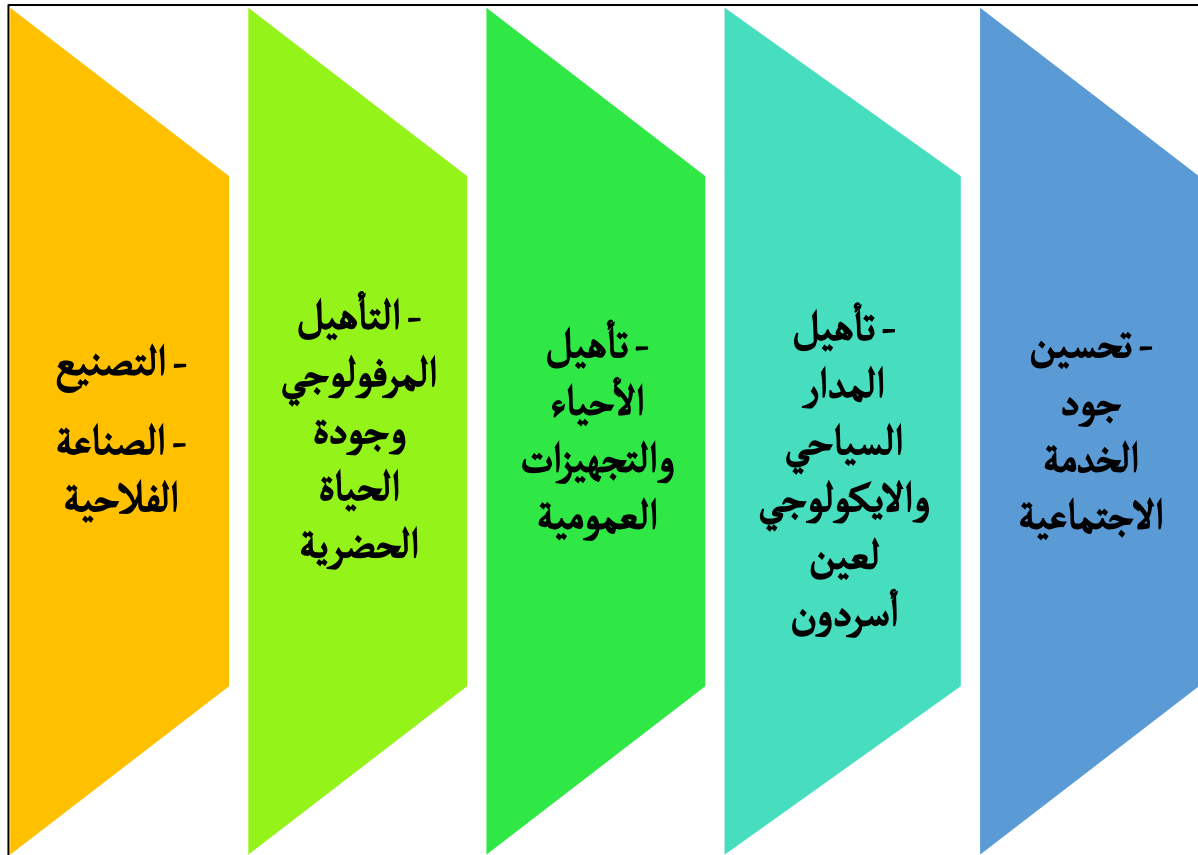 - تحسين
جود
الخدمة
الاجتماعية
- تأهيل
المدار
السياحي
والايكولوجي
لعين
أسردون
- تأهيل
الأحياء
والتجهيزات
العمومية
- التأهيل
المرفولوجي
وجودة
الحياة
الحضرية
- التصنيع
- الصناعة
الفلاحية